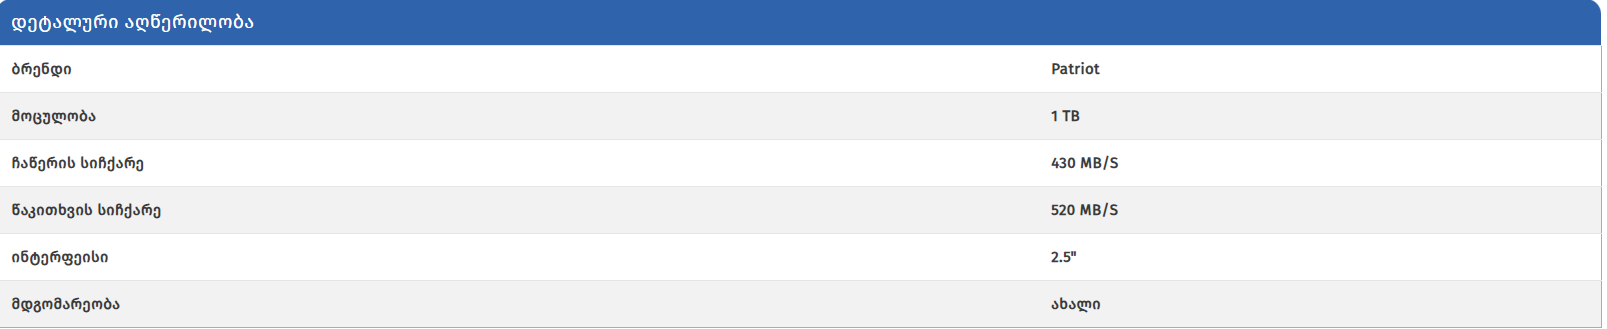 დეტალური აღწერილობა
ბრენდი Patriot
მოცულობა 1 TB
ჩაწერის სიჩქარე 430 MB/S
წაკითხვის სიჩქარე 520 MB/S
ინტერფეისი 2.5"
მდგომარეობა ახალი